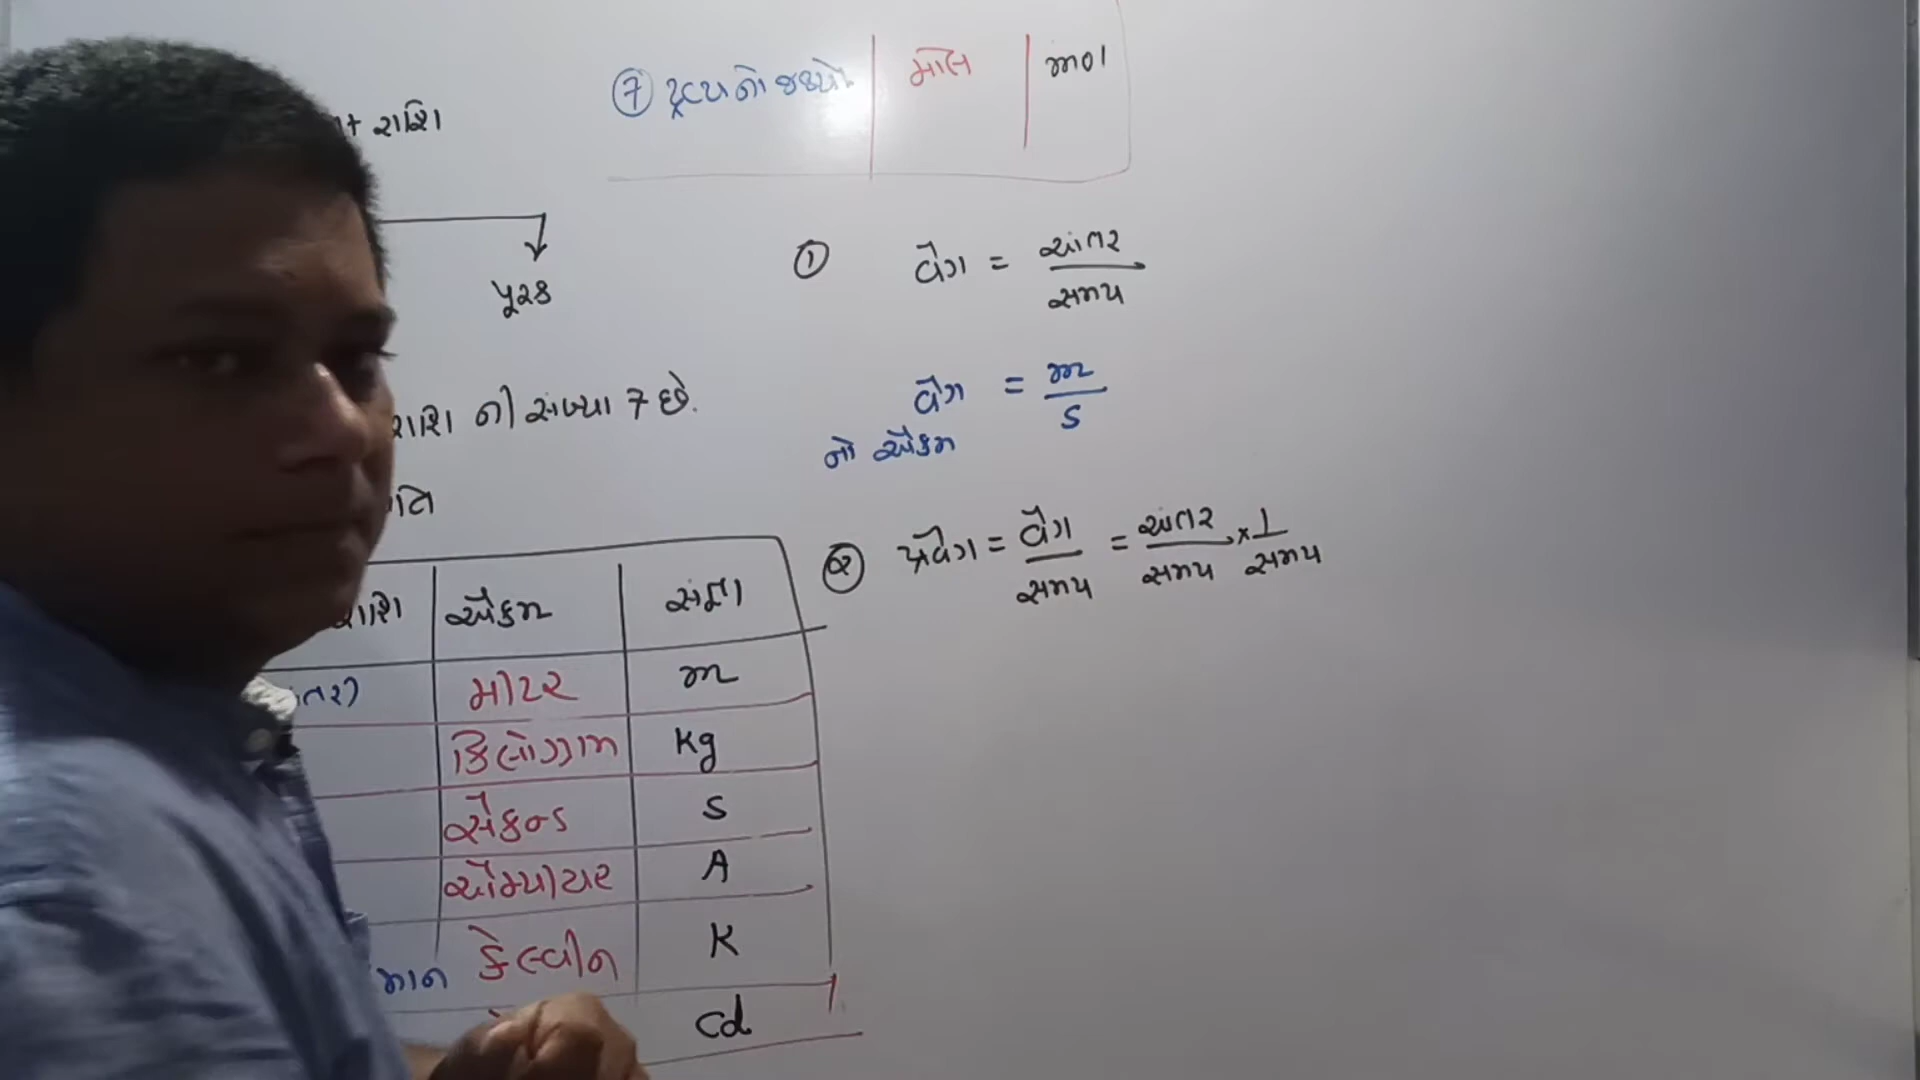 ⑦ દ્રવ્ય નો જથ્થો | મોલ | mol
રાશિ
પૂરક
રાશિ ની સંખ્યા 7 છે.
રાશિ | એકમ | સંજ્ઞા
મીટર | m
કિલોગ્રામ | kg
સેકન્ડ | s
એમ્પીયર | A
માન | કેલ્વીન | K
cd
① વેગ = અંતર / સમય
વેગ = m / s
નો એકમ
② પ્રવેગ = વેગ / સમય = અંતર / સમય × 1 / સમય